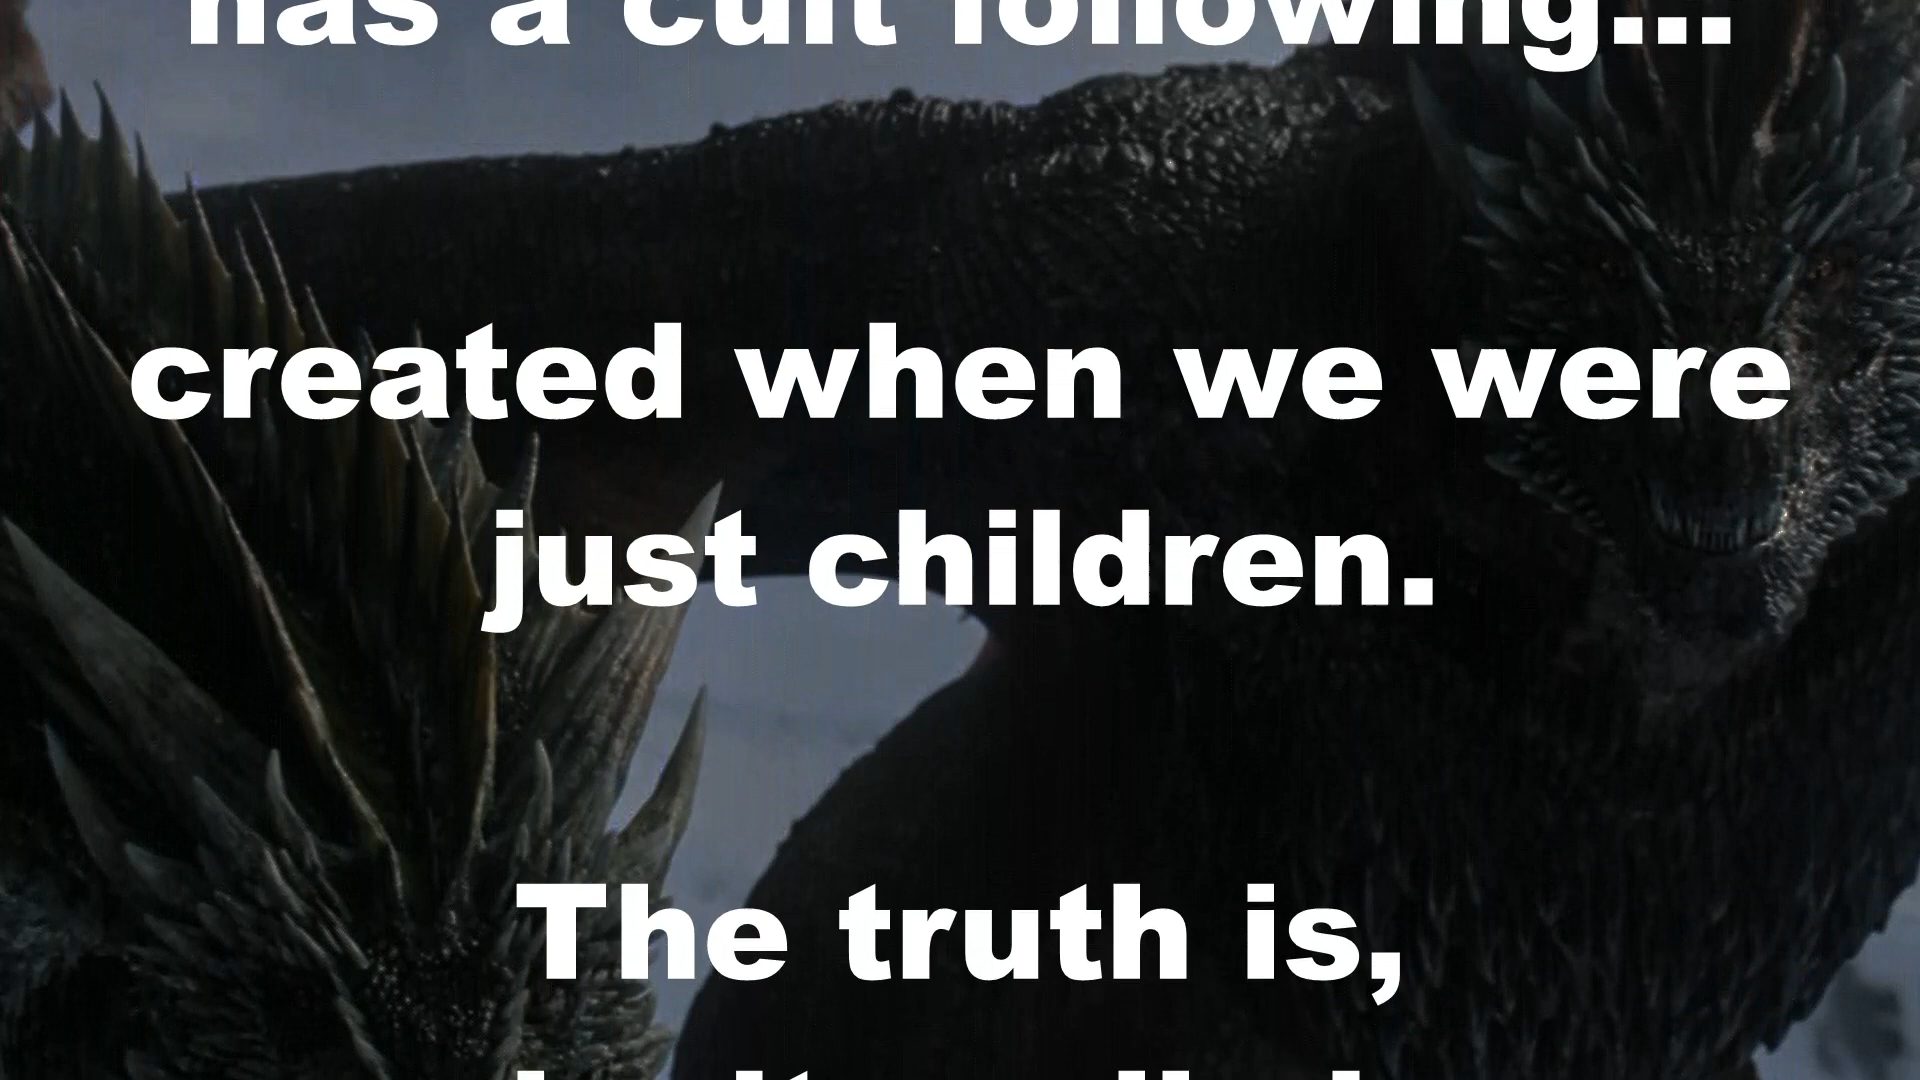 has a cult following...
created when we were
just children.
The truth is,